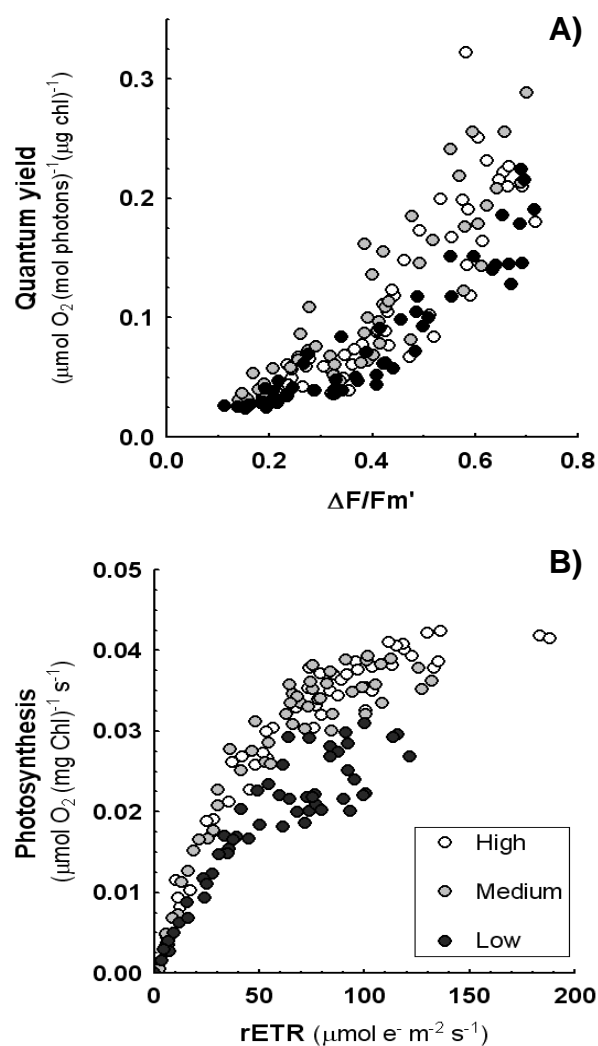 A)
0.3
0.2
0.1
0.0
Quantum yield
(μmol O₂ (mol photons)⁻¹ (μg chl)⁻¹)
0.0 0.2 0.4 0.6 0.8
ΔF/Fm'
B)
0.05
0.04
0.03
0.02
0.01
0.00
Photosynthesis
(μmol O₂ (mg Chl)⁻¹ s⁻¹)
High
Medium
Low
0 50 100 150 200
rETR (μmol e⁻ m⁻² s⁻¹)